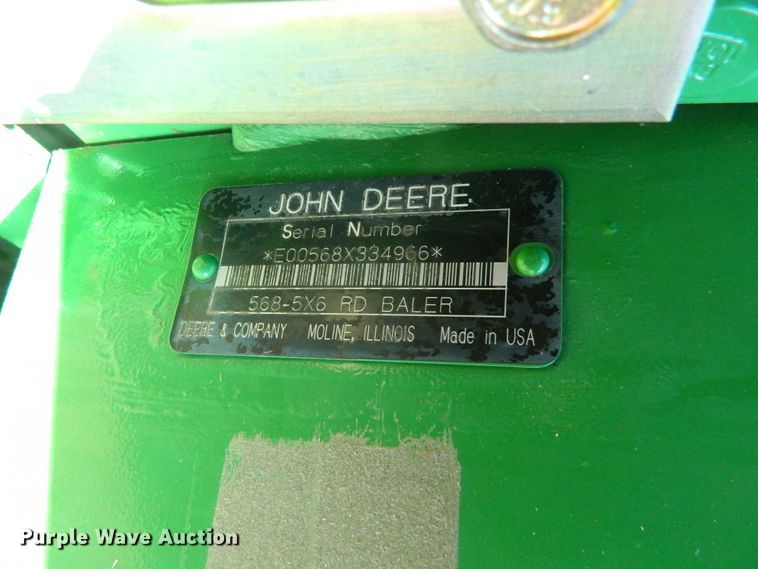 JOHN DEERE
Serial Number
*E00568X334966*
568-5X6 RD BALER
DEERE & COMPANY MOLINE, ILLINOIS Made in USA
Purple Wave Auction